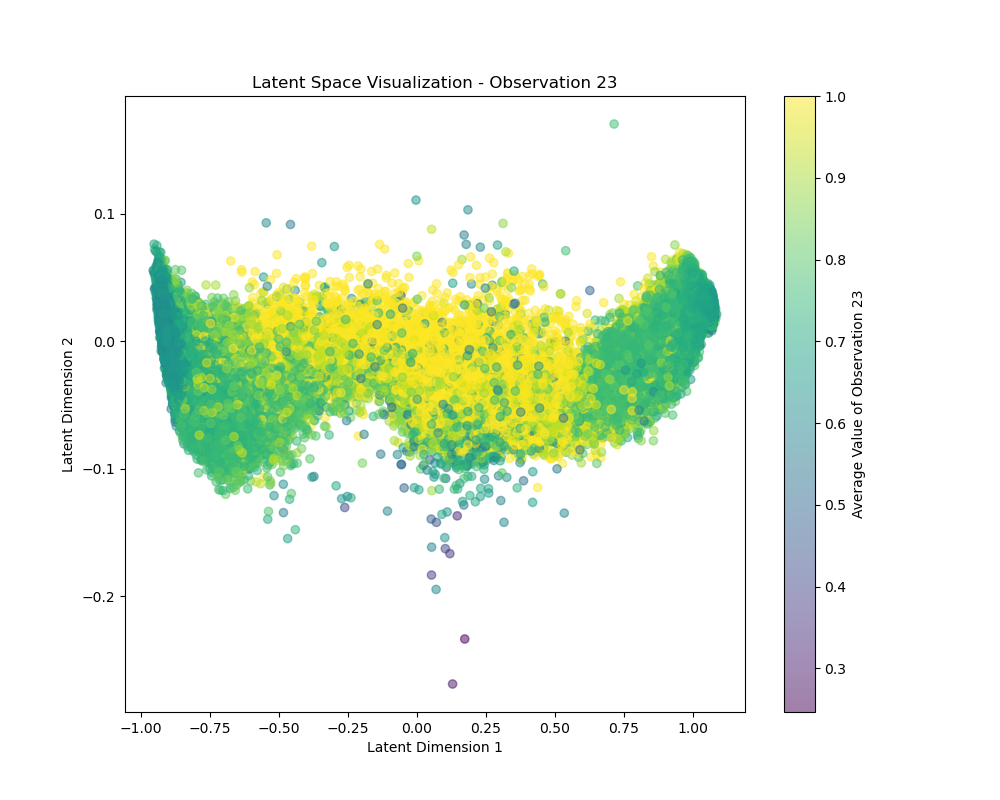 Latent Space Visualization - Observation 23
Latent Dimension 2
0.1
0.0
−0.1
−0.2
−1.00 −0.75 −0.50 −0.25 0.00 0.25 0.50 0.75 1.00
Latent Dimension 1
1.0
0.9
0.8
0.7
0.6
0.5
0.4
0.3
Average Value of Observation 23